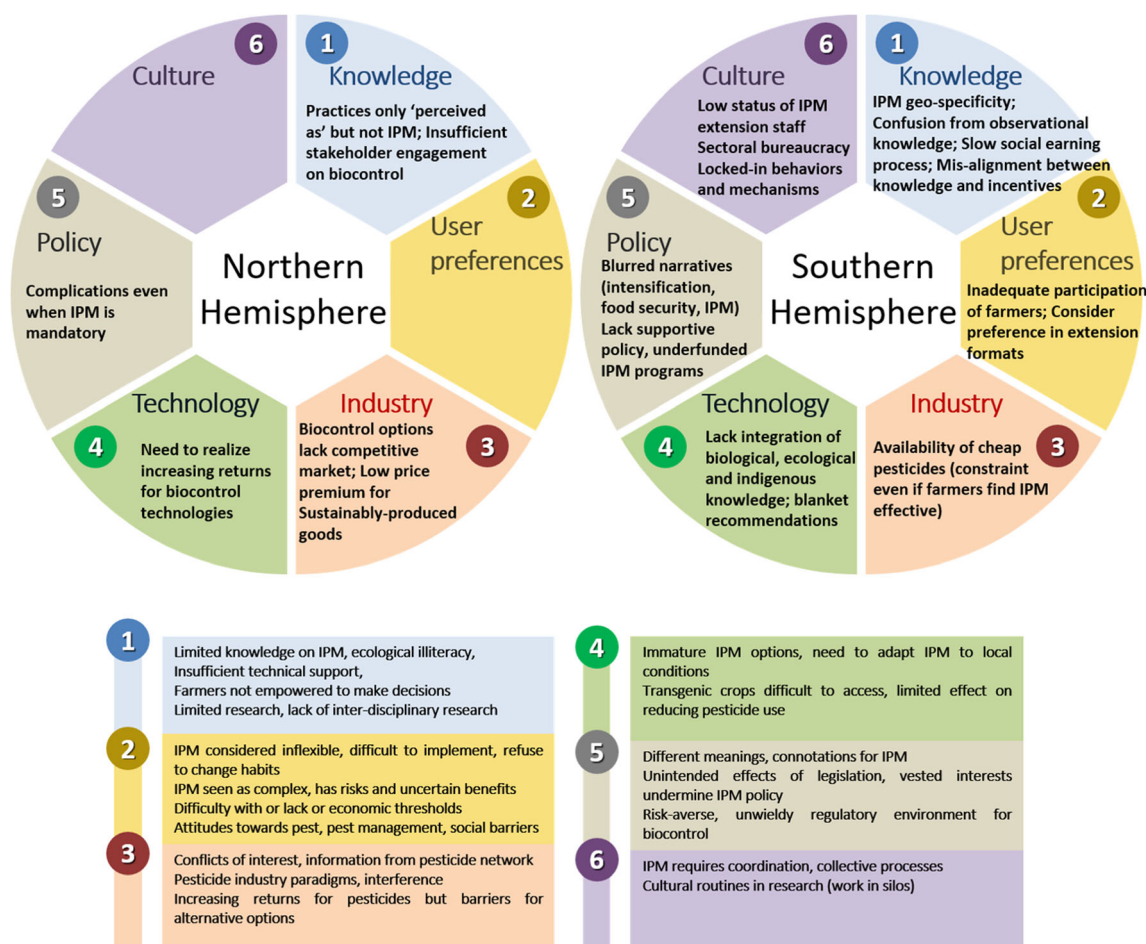 6
Culture
1
Knowledge
Practices only ‘perceived
as’ but not IPM; Insufficient
stakeholder engagement
on biocontrol
2
User
preferences
5
Policy
Complications even
when IPM is
mandatory
Northern
Hemisphere
Technology
4
Need to realize
increasing returns
for biocontrol
technologies
Industry
Biocontrol options
lack competitive
market; Low price
premium for
Sustainably-produced
goods
3
6
Culture
Low status of IPM
extension staff
Sectoral bureaucracy
Locked-in behaviors
and mechanisms
1
Knowledge
IPM geo-specificity;
Confusion from observational
knowledge; Slow social earning
process; Mis-alignment between
knowledge and incentives
2
User
preferences
Inadequate participation
of farmers; Consider
preference in extension
formats
5
Policy
Blurred narratives
(intensification,
food security, IPM)
Lack supportive
policy, underfunded
IPM programs
Southern
Hemisphere
Technology
4
Lack integration of
biological, ecological
and indigenous
knowledge; blanket
recommendations
Industry
Availability of cheap
pesticides (constraint
even if farmers find IPM
effective)
3
1
Limited knowledge on IPM, ecological illiteracy,
Insufficient technical support,
Farmers not empowered to make decisions
Limited research, lack of inter-disciplinary research
2
IPM considered inflexible, difficult to implement, refuse
to change habits
IPM seen as complex, has risks and uncertain benefits
Difficulty with or lack or economic thresholds
Attitudes towards pest, pest management, social barriers
3
Conflicts of interest, information from pesticide network
Pesticide industry paradigms, interference
Increasing returns for pesticides but barriers for
alternative options
4
Immature IPM options, need to adapt IPM to local
conditions
Transgenic crops difficult to access, limited effect on
reducing pesticide use
5
Different meanings, connotations for IPM
Unintended effects of legislation, vested interests
undermine IPM policy
Risk-averse, unwieldy regulatory environment for
biocontrol
6
IPM requires coordination, collective processes
Cultural routines in research (work in silos)